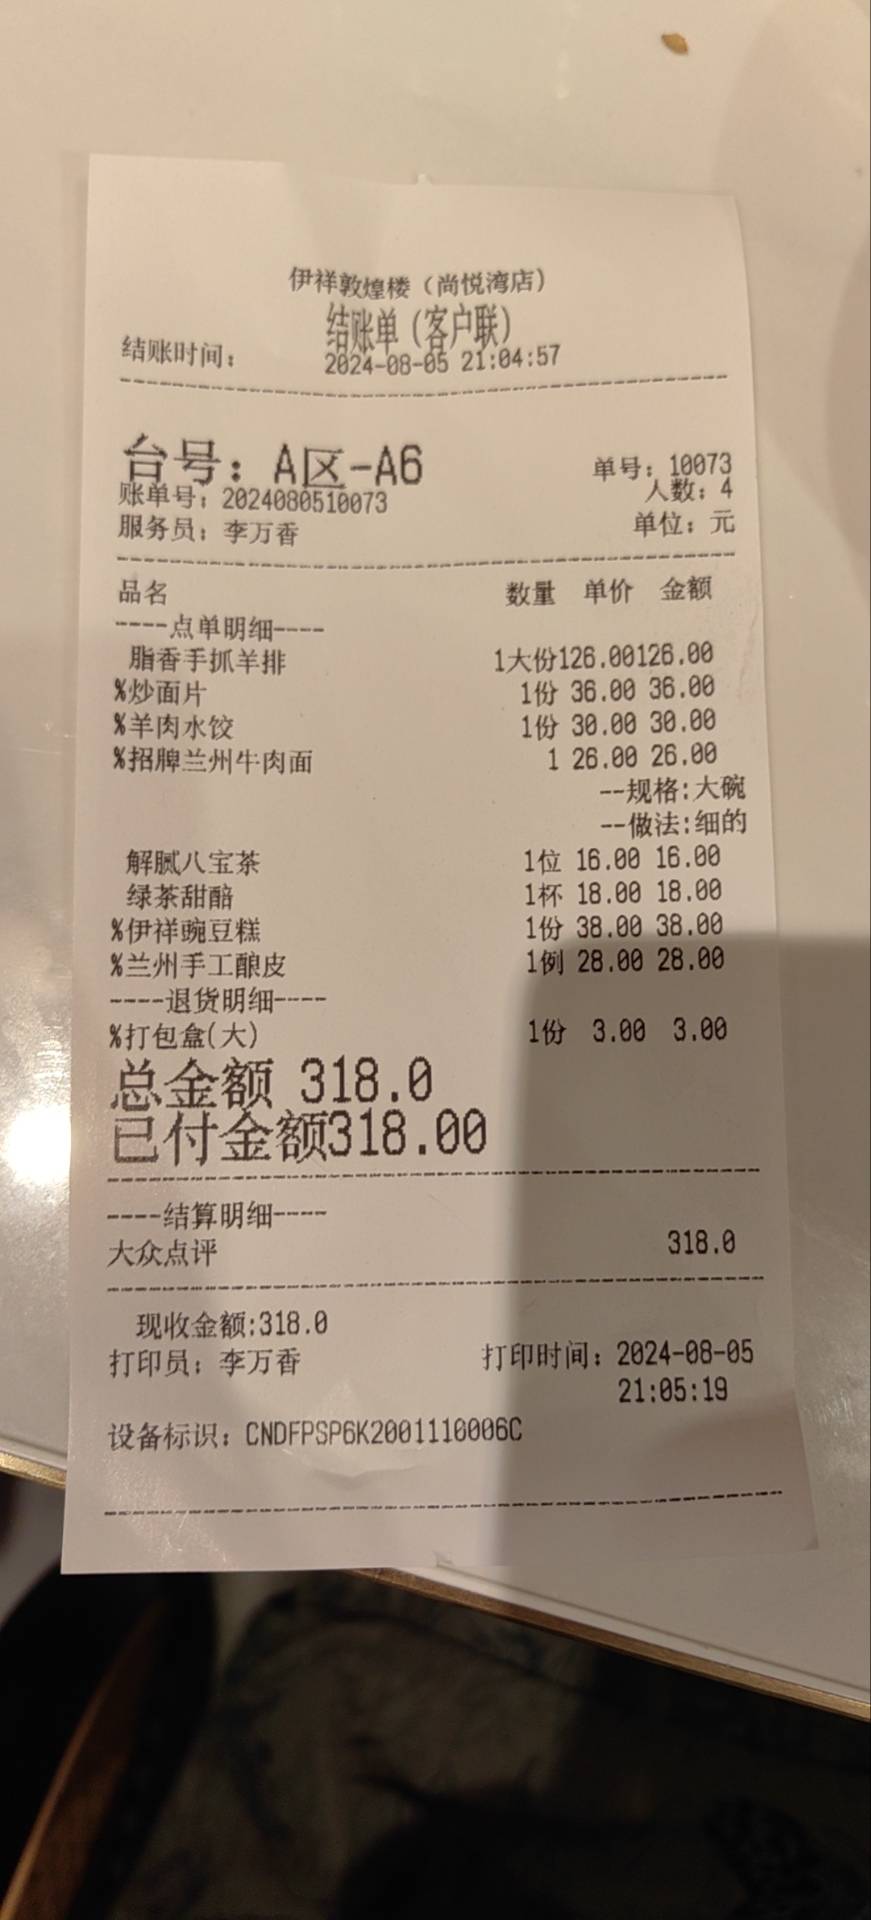 伊祥敦煌楼（尚悦湾店）
结账单（客户联）
结账时间： 2024-08-05 21:04:57
台号：A区-A6 单号：10073
账单号：2024080510073 人数：4
服务员：李万香 单位：元
品名 数量 单价 金额
----点单明细----
脂香手抓羊排 1大份126.00126.00
%炒面片 1份 36.00 36.00
%羊肉水饺 1份 30.00 30.00
%招牌兰州牛肉面 1 26.00 26.00
--规格:大碗
--做法:细的
解腻八宝茶 1位 16.00 16.00
绿茶甜醅 1杯 18.00 18.00
%伊祥豌豆糕 1份 38.00 38.00
%兰州手工酿皮 1例 28.00 28.00
----退货明细----
%打包盒(大) 1份 3.00 3.00
总金额 318.0
已付金额318.00
----结算明细----
大众点评 318.0
现收金额:318.0
打印员：李万香 打印时间：2024-08-05
21:05:19
设备标识：CNDFPSP6K2001110006C